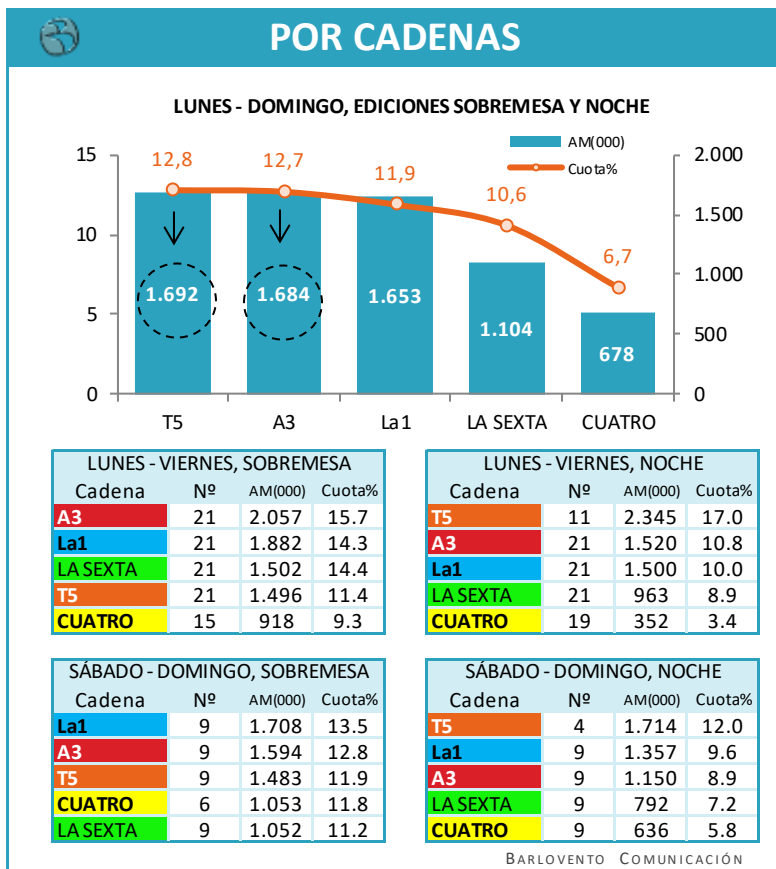 POR CADENAS
LUNES - DOMINGO, EDICIONES SOBREMESA Y NOCHE
AM(000)
Cuota%
15
10
5
0
12,8
12,7
11,9
10,6
6,7
2.000
1.500
1.000
500
0
1.692
1.684
1.653
1.104
678
T5 A3 La1 LA SEXTA CUATRO
LUNES - VIERNES, SOBREMESA
Cadena Nº AM(000) Cuota%
A3 21 2.057 15.7
La1 21 1.882 14.3
LA SEXTA 21 1.502 14.4
T5 21 1.496 11.4
CUATRO 15 918 9.3
LUNES - VIERNES, NOCHE
Cadena Nº AM(000) Cuota%
T5 11 2.345 17.0
A3 21 1.520 10.8
La1 21 1.500 10.0
LA SEXTA 21 963 8.9
CUATRO 19 352 3.4
SÁBADO - DOMINGO, SOBREMESA
Cadena Nº AM(000) Cuota%
La1 9 1.708 13.5
A3 9 1.594 12.8
T5 9 1.483 11.9
CUATRO 6 1.053 11.8
LA SEXTA 9 1.052 11.2
SÁBADO - DOMINGO, NOCHE
Cadena Nº AM(000) Cuota%
T5 4 1.714 12.0
La1 9 1.357 9.6
A3 9 1.150 8.9
LA SEXTA 9 792 7.2
CUATRO 9 636 5.8
BARLOVENTO COMUNICACIÓN